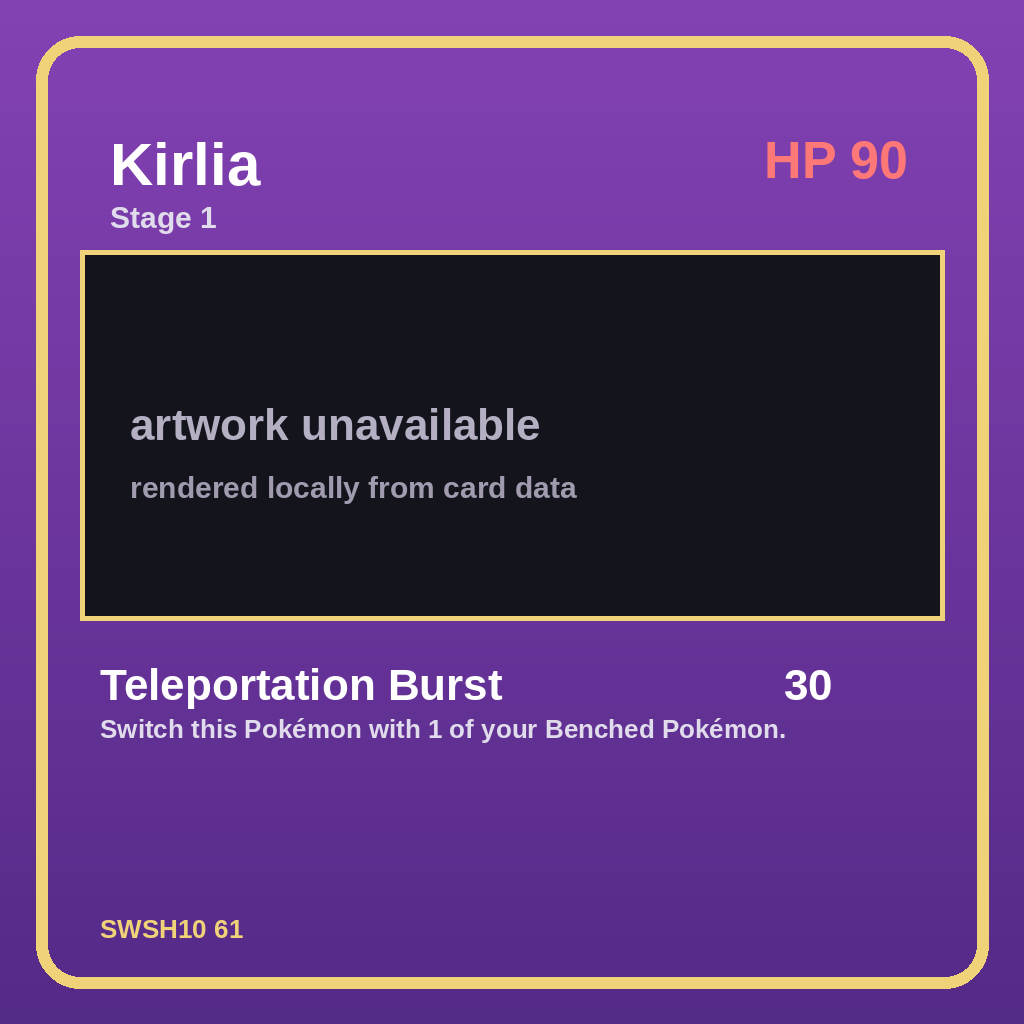 Kirlia
HP 90
Stage 1
artwork unavailable
rendered locally from card data
Teleportation Burst
30
Switch this Pokémon with 1 of your Benched Pokémon.
SWSH10 61